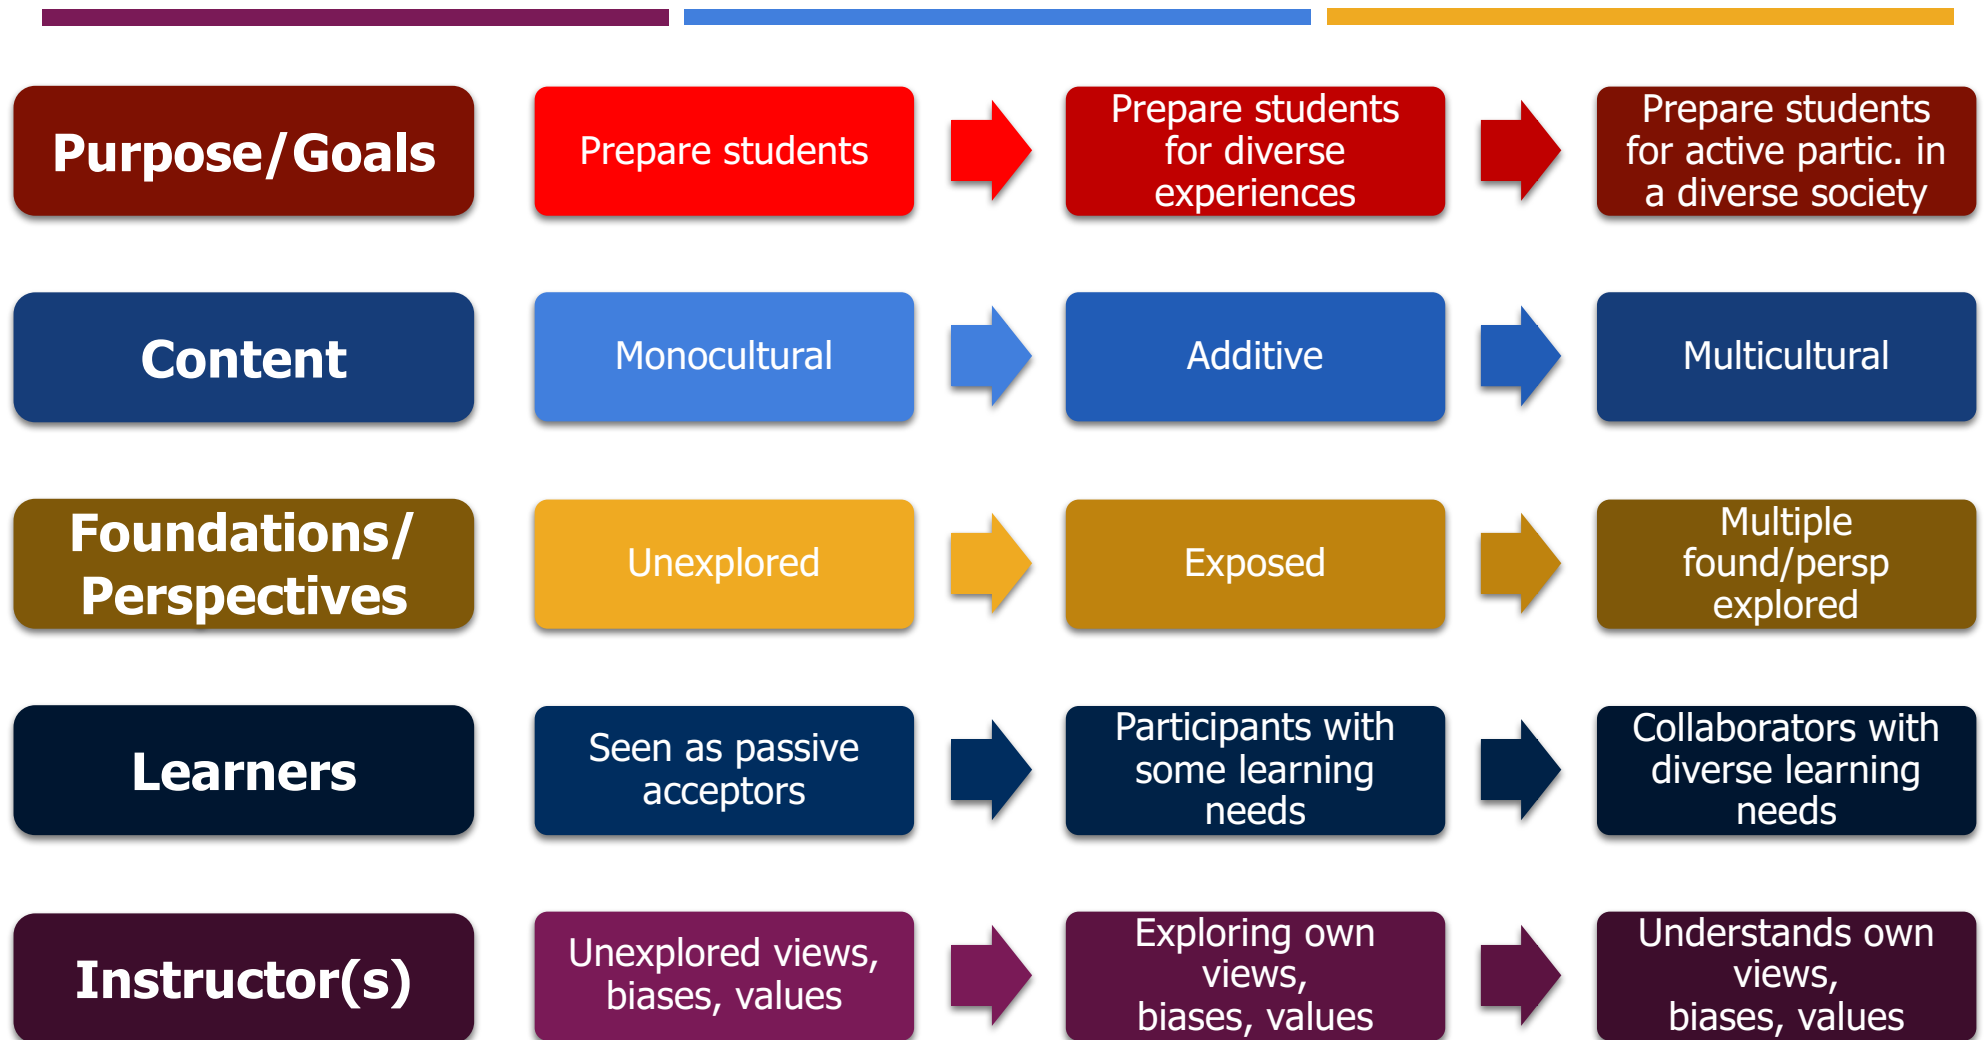 Purpose/Goals
Prepare students
Prepare students
for diverse
experiences
Prepare students
for active partic. in
a diverse society
Content
Monocultural
Additive
Multicultural
Foundations/
Perspectives
Unexplored
Exposed
Multiple
found/persp
explored
Learners
Seen as passive
acceptors
Participants with
some learning
needs
Collaborators with
diverse learning
needs
Instructor(s)
Unexplored views,
biases, values
Exploring own
views,
biases, values
Understands own
views,
biases, values